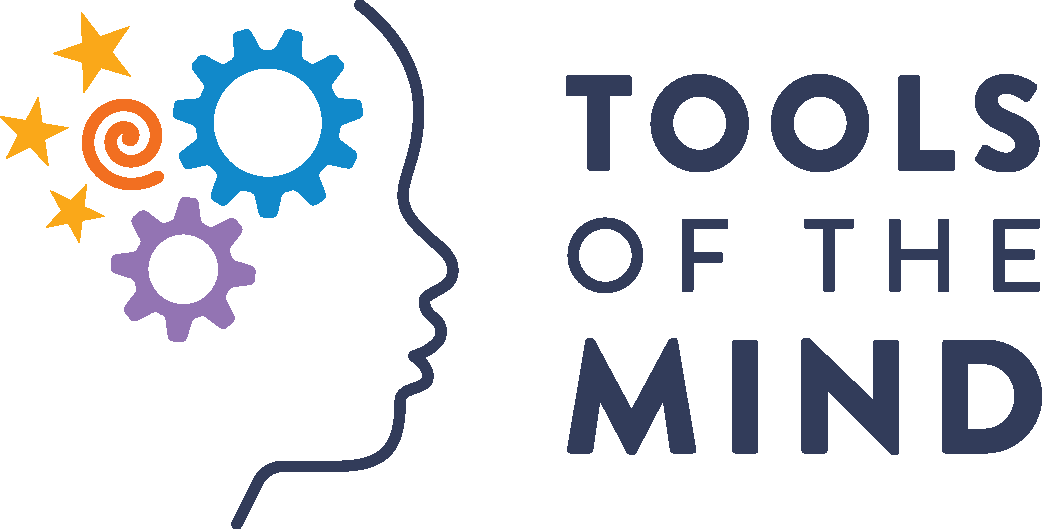 TOOLS
OF THE
MIND